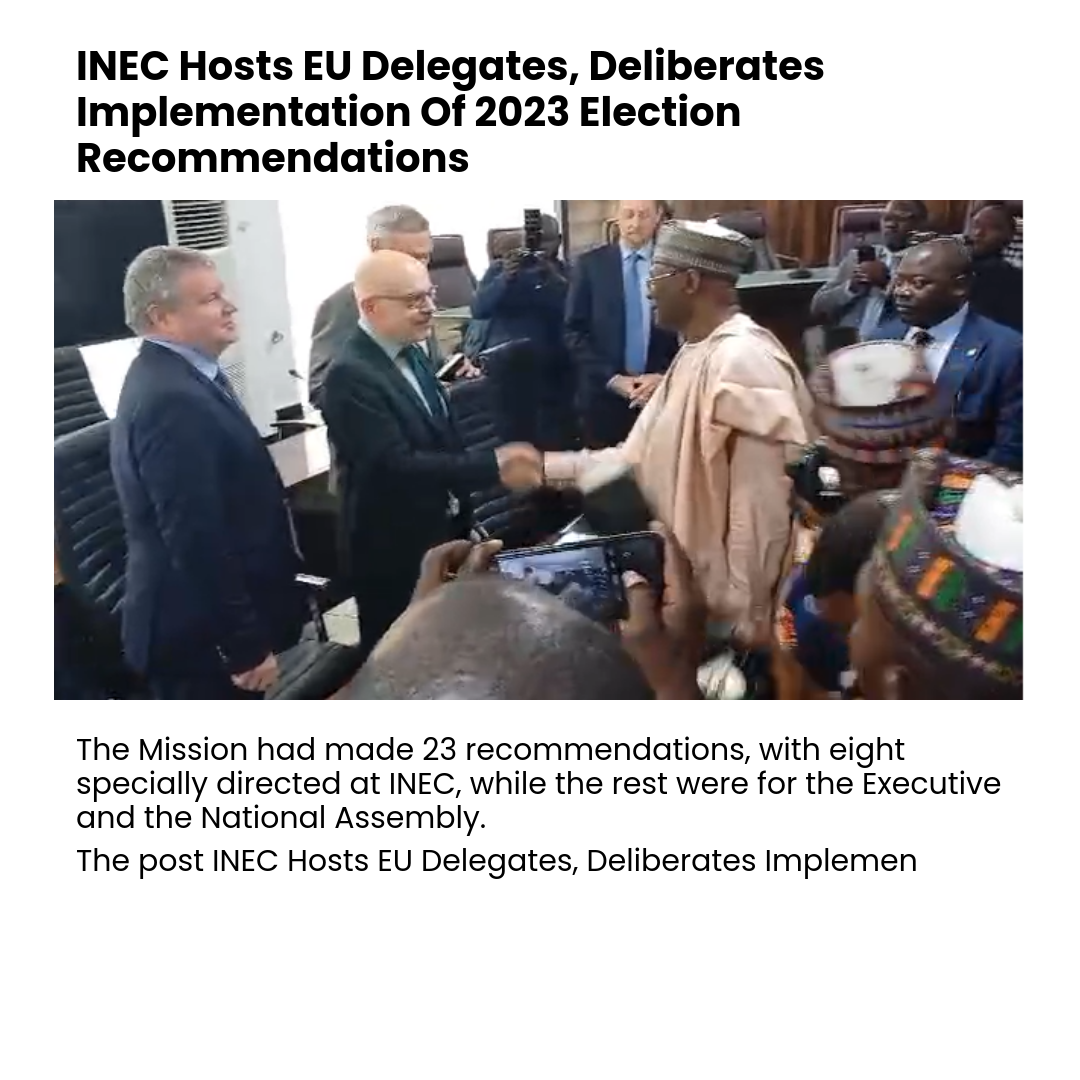 INEC Hosts EU Delegates, Deliberates
Implementation Of 2023 Election
Recommendations
The Mission had made 23 recommendations, with eight
specially directed at INEC, while the rest were for the Executive
and the National Assembly.
The post INEC Hosts EU Delegates, Deliberates Implemen